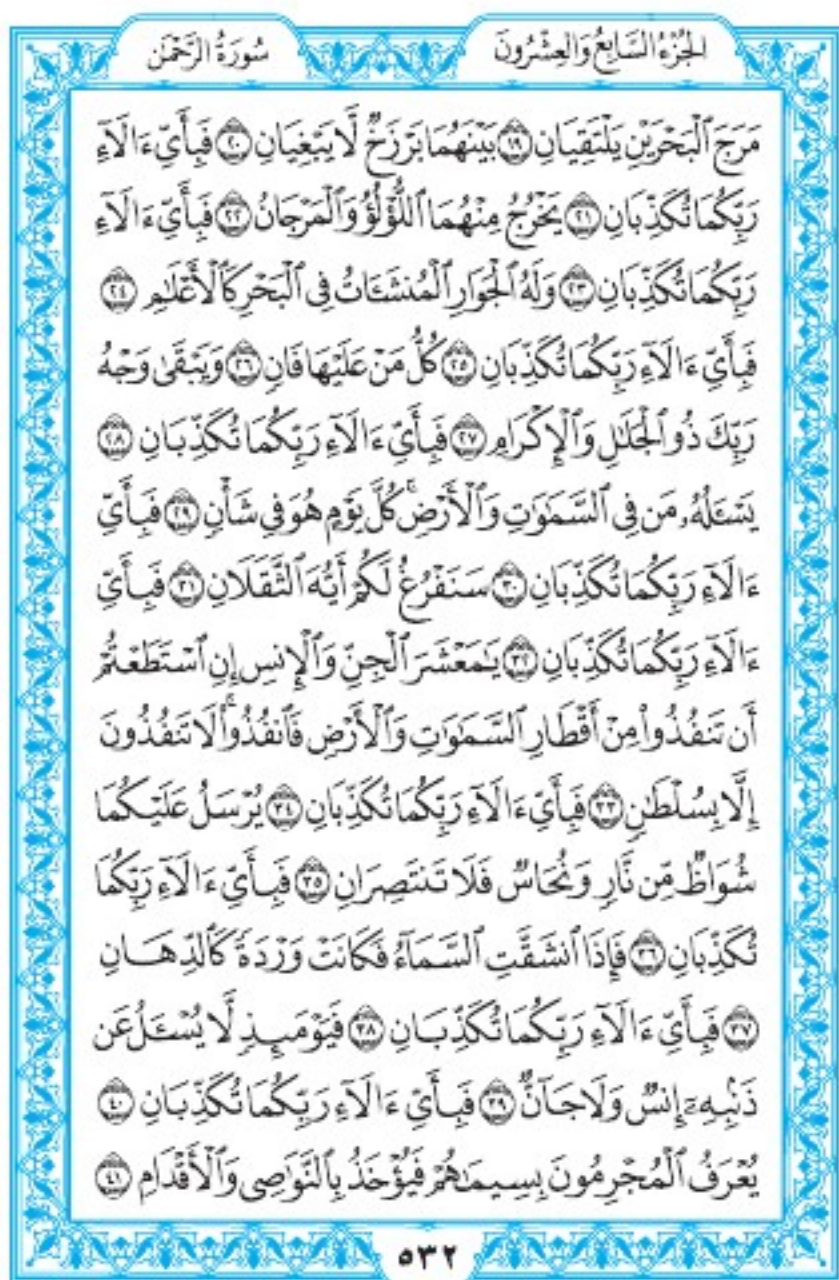 الجُزْءُ السَّابِعُ وَالعِشْرُونَ
سُورَةُ الرَّحْمَٰن
مَرَجَ ٱلْبَحْرَيْنِ يَلْتَقِيَانِ ١٩ بَيْنَهُمَا بَرْزَخٌ لَّا يَبْغِيَانِ ٢٠ فَبِأَيِّ ءَالَآءِ
رَبِّكُمَا تُكَذِّبَانِ ٢١ يَخْرُجُ مِنْهُمَا ٱللُّؤْلُؤُ وَٱلْمَرْجَانُ ٢٢ فَبِأَيِّ ءَالَآءِ
رَبِّكُمَا تُكَذِّبَانِ ٢٣ وَلَهُ ٱلْجَوَارِ ٱلْمُنشَـَٔاتُ فِى ٱلْبَحْرِ كَٱلْأَعْلَٰمِ ٢٤
فَبِأَيِّ ءَالَآءِ رَبِّكُمَا تُكَذِّبَانِ ٢٥ كُلُّ مَنْ عَلَيْهَا فَانٍ ٢٦ وَيَبْقَىٰ وَجْهُ
رَبِّكَ ذُو ٱلْجَلَٰلِ وَٱلْإِكْرَامِ ٢٧ فَبِأَيِّ ءَالَآءِ رَبِّكُمَا تُكَذِّبَانِ ٢٨
يَسْـَٔلُهُۥ مَن فِى ٱلسَّمَٰوَٰتِ وَٱلْأَرْضِ ۚ كُلَّ يَوْمٍ هُوَ فِى شَأْنٍ ٢٩ فَبِأَيِّ
ءَالَآءِ رَبِّكُمَا تُكَذِّبَانِ ٣٠ سَنَفْرُغُ لَكُمْ أَيُّهَ ٱلثَّقَلَانِ ٣١ فَبِأَيِّ
ءَالَآءِ رَبِّكُمَا تُكَذِّبَانِ ٣٢ يَٰمَعْشَرَ ٱلْجِنِّ وَٱلْإِنسِ إِنِ ٱسْتَطَعْتُمْ
أَن تَنفُذُوا۟ مِنْ أَقْطَارِ ٱلسَّمَٰوَٰتِ وَٱلْأَرْضِ فَٱنفُذُوا۟ ۚ لَا تَنفُذُونَ
إِلَّا بِسُلْطَٰنٍ ٣٣ فَبِأَيِّ ءَالَآءِ رَبِّكُمَا تُكَذِّبَانِ ٣٤ يُرْسَلُ عَلَيْكُمَا
شُوَاظٌ مِّن نَّارٍ وَنُحَاسٌ فَلَا تَنتَصِرَانِ ٣٥ فَبِأَيِّ ءَالَآءِ رَبِّكُمَا
تُكَذِّبَانِ ٣٦ فَإِذَا ٱنشَقَّتِ ٱلسَّمَآءُ فَكَانَتْ وَرْدَةً كَٱلدِّهَانِ
٣٧ فَبِأَيِّ ءَالَآءِ رَبِّكُمَا تُكَذِّبَانِ ٣٨ فَيَوْمَئِذٍ لَّا يُسْـَٔلُ عَن
ذَنۢبِهِۦٓ إِنسٌ وَلَا جَآنٌّ ٣٩ فَبِأَيِّ ءَالَآءِ رَبِّكُمَا تُكَذِّبَانِ ٤٠
يُعْرَفُ ٱلْمُجْرِمُونَ بِسِيمَٰهُمْ فَيُؤْخَذُ بِٱلنَّوَٰصِى وَٱلْأَقْدَامِ ٤١
٥٣٢